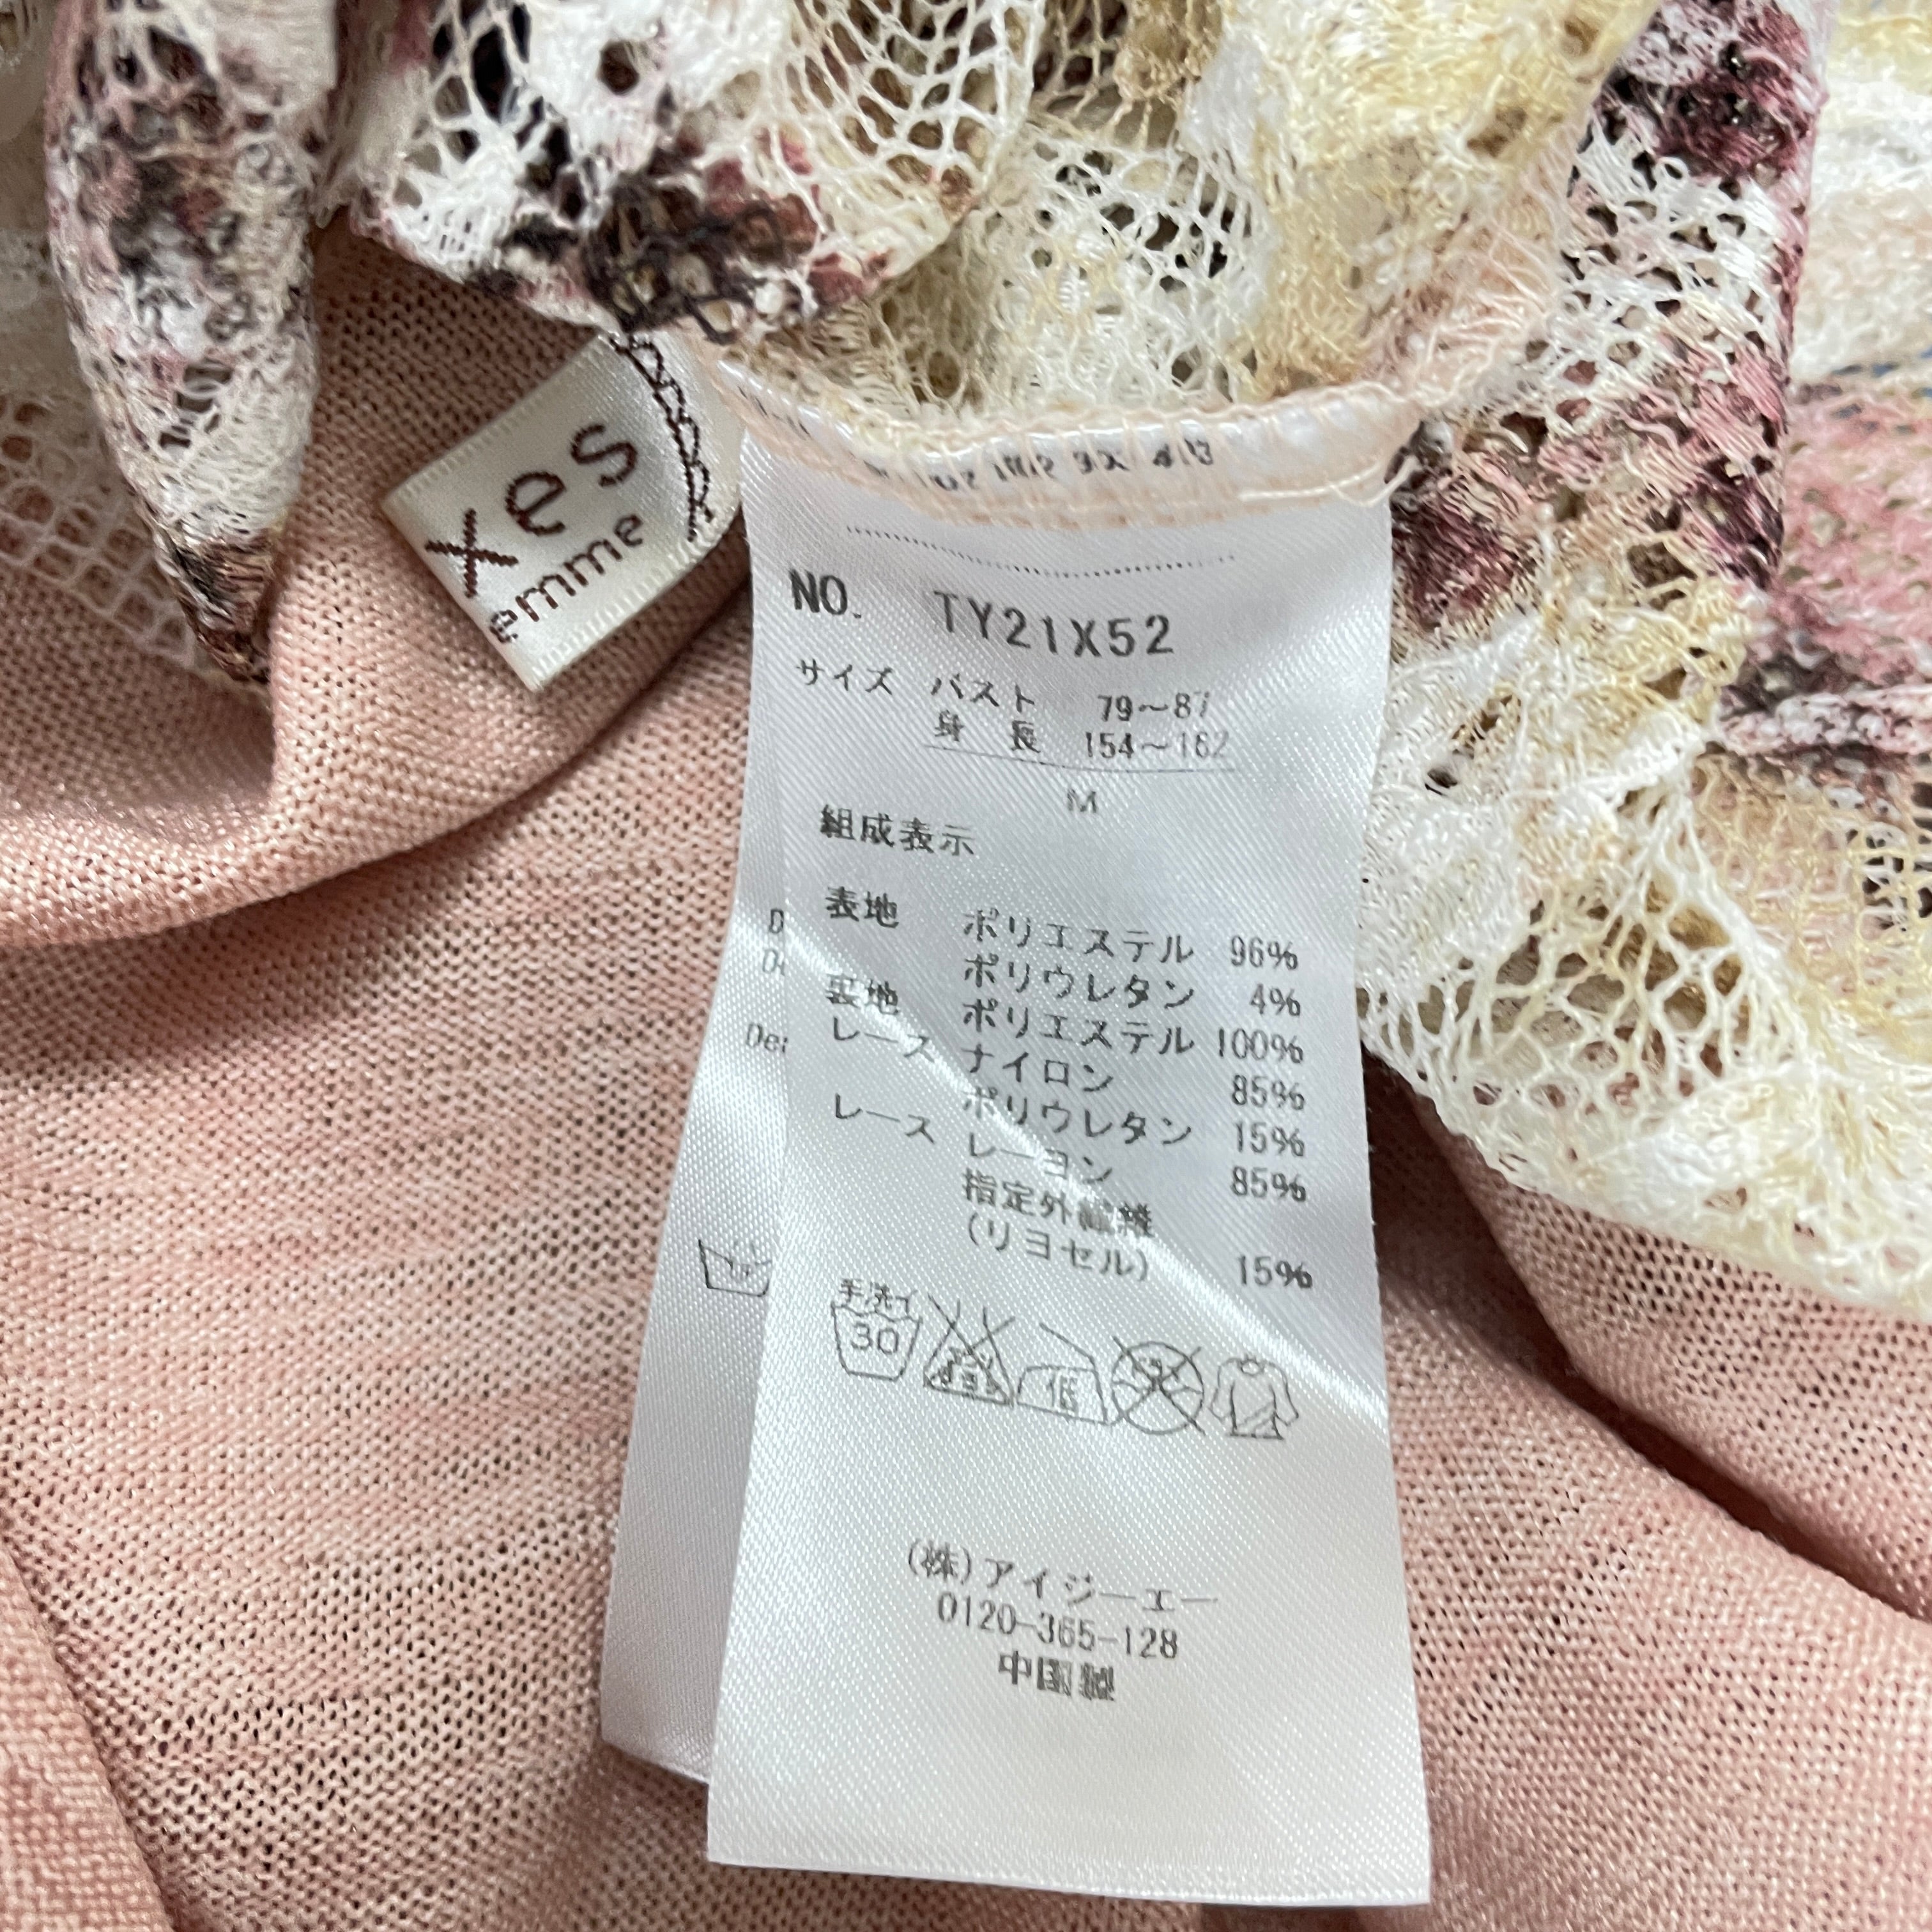 xes
emme
NO. TY21X52
サイズ バスト 79～87
身長 154～162
M
組成表示
表地 ポリエステル 96%
ポリウレタン 4%
裏地 ポリエステル 100%
レース ナイロン 85%
ポリウレタン 15%
レース レーヨン 85%
指定外繊維
(リヨセル) 15%
手洗イ
30
(株)アイジーエー
0120-365-128
中国製